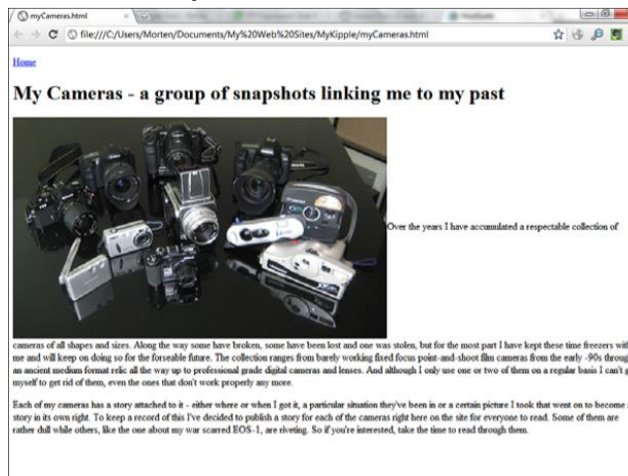 myCameras.html
file:///C:/Users/Morten/Documents/My%20Web%20Sites/MyKipple/myCameras.html
Home
My Cameras - a group of snapshots linking me to my past
Over the years I have accumulated a respectable collection of
cameras of all shapes and sizes. Along the way some have broken, some have been lost and one was stolen, but for the most part I have kept these time freezers wit
me and will keep on doing so for the forseable future. The collection ranges from barely working fixed focus point-and-shoot film cameras from the early -90s throug
an ancient medium format relic all the way up to professional grade digital cameras and lenses. And although I only use one or two of them on a regular basis I can't g
myself to get rid of them, even the ones that don't work properly any more.
Each of my cameras has a story attached to it - either where or when I got it, a particular situation they've been in or a certain picture I took that went on to become
story in its own right. To keep a record of this I've decided to publish a story for each of the cameras right here on the site for everyone to read. Some of them are
rather dull while others, like the one about my war scarred EOS-1, are riveting. So if you're interested, take the time to read through them.